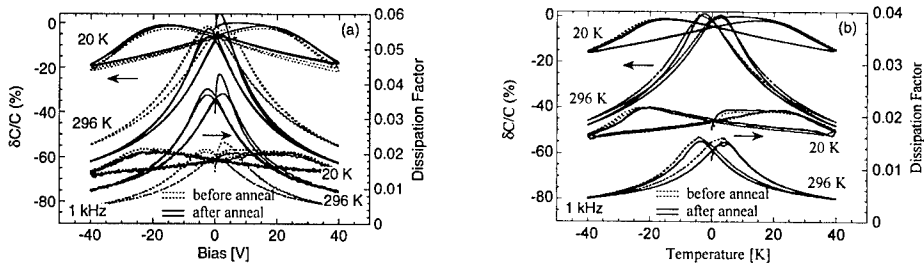 (a)
0
-20
-40
-60
-80
δC/C (%)
20 K
296 K
20 K
296 K
1 kHz
before anneal
after anneal
-40 -20 0 20 40
Bias [V]
0.06
0.05
0.04
0.03
0.02
0.01
0
Dissipation Factor
(b)
0
-20
-40
-60
-80
δC/C (%)
20 K
296 K
20 K
296 K
1 kHz
before anneal
after anneal
-40 -20 0 20 40
Temperature [K]
0.04
0.03
0.02
0.01
0
Dissipation Factor